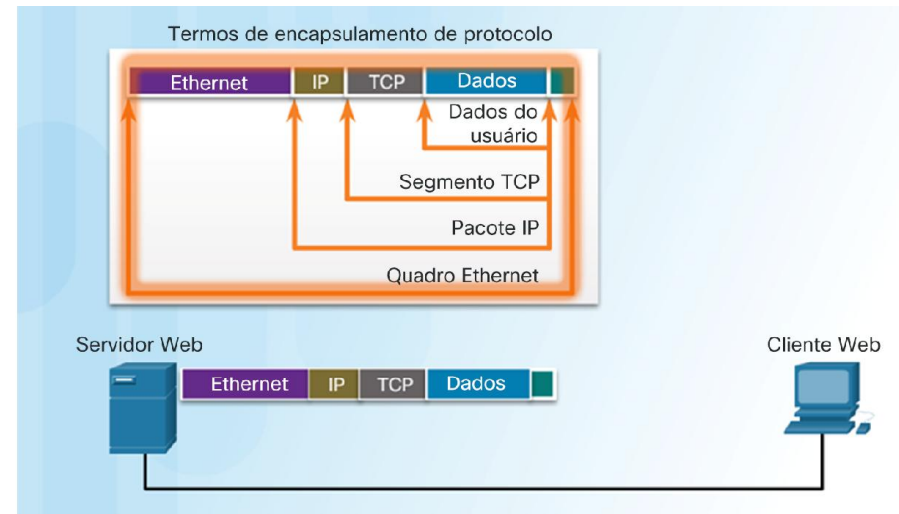 Termos de encapsulamento de protocolo
Ethernet IP TCP Dados
Dados do
usuário
Segmento TCP
Pacote IP
Quadro Ethernet
Servidor Web
Cliente Web
Ethernet IP TCP Dados